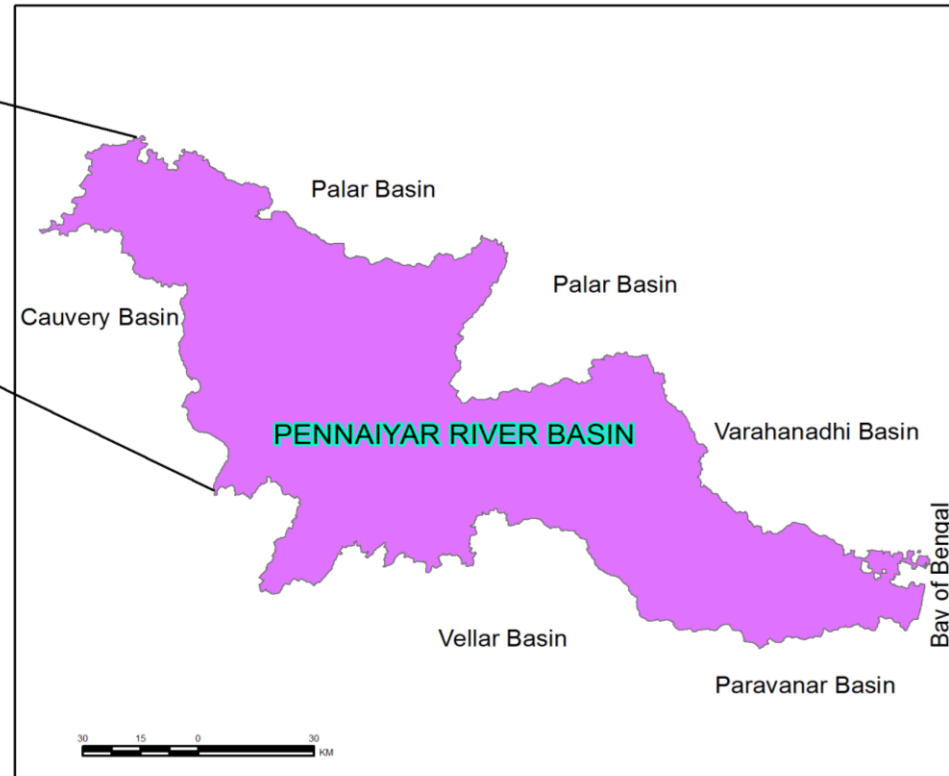 Palar Basin
Palar Basin
Cauvery Basin
PENNAIYAR RIVER BASIN
Varahanadhi Basin
Bay of Bengal
Vellar Basin
Paravanar Basin
30 15 0 30
KM